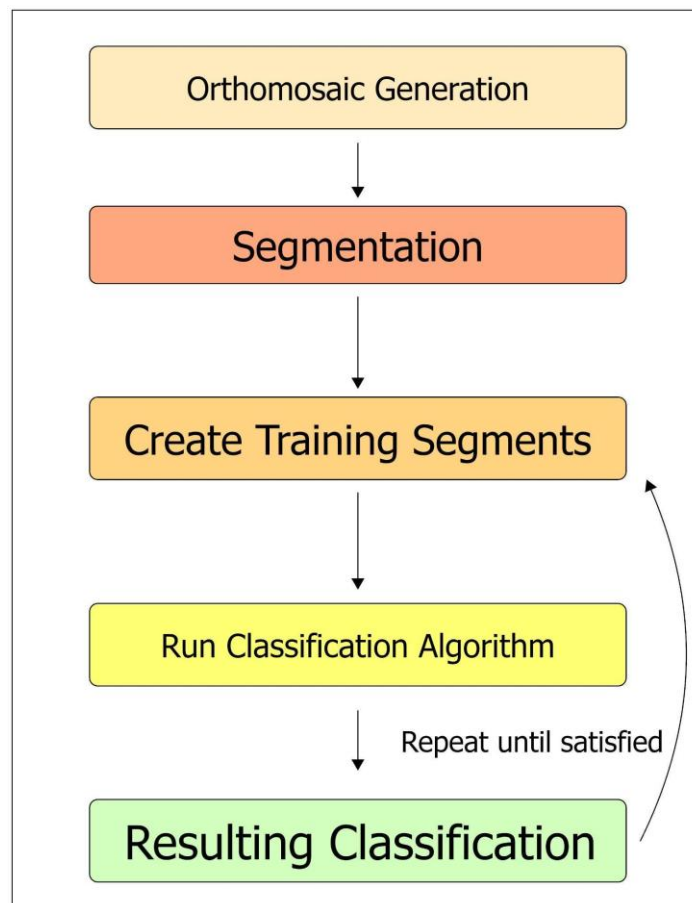 Orthomosaic Generation
Segmentation
Create Training Segments
Run Classification Algorithm
Repeat until satisfied
Resulting Classification